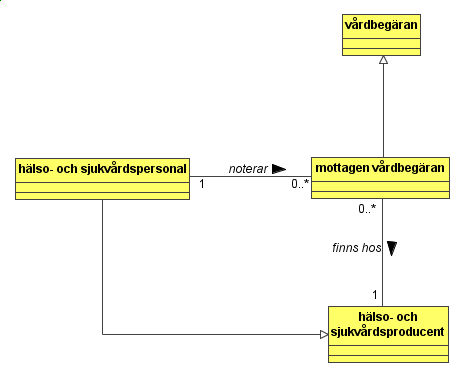 vårdbegäran
hälso- och sjukvårdspersonal
noterar
mottagen vårdbegäran
1
0..*
0..*
finns hos
1
hälso- och
sjukvårdsproducent